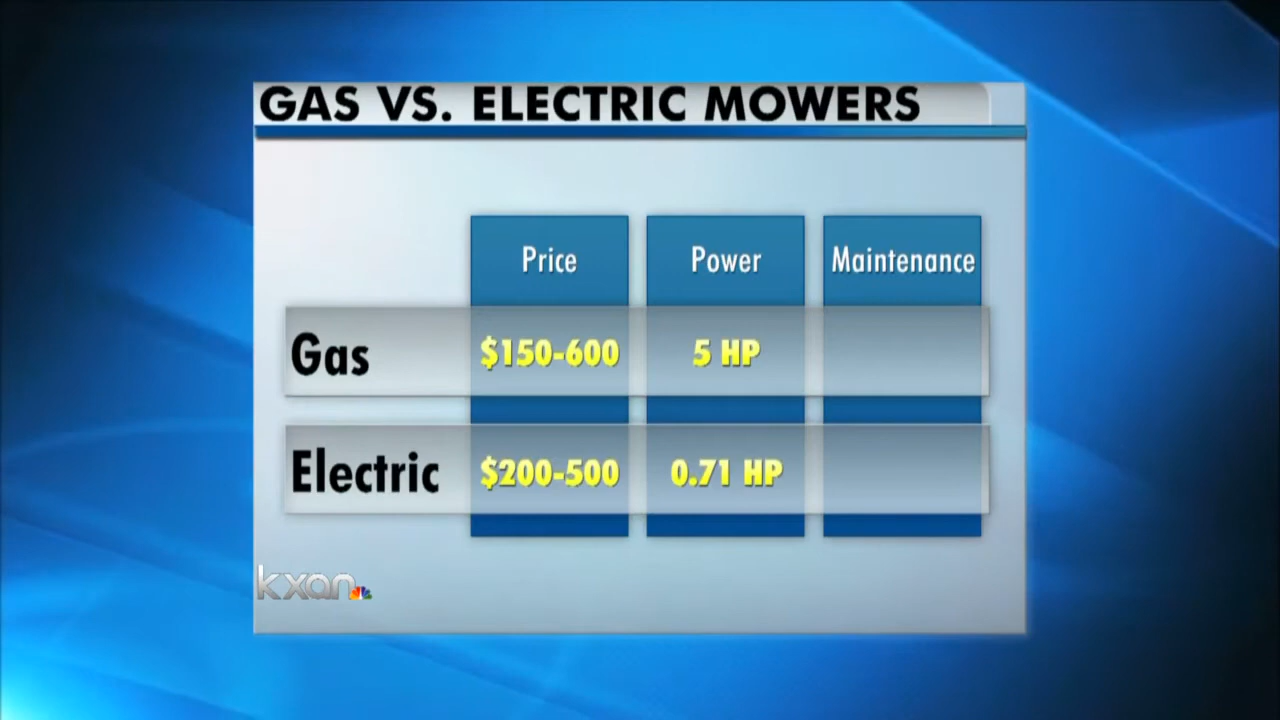 GAS VS. ELECTRIC MOWERS
Price Power Maintenance
Gas $150-600 5 HP
Electric $200-500 0.71 HP
kxan